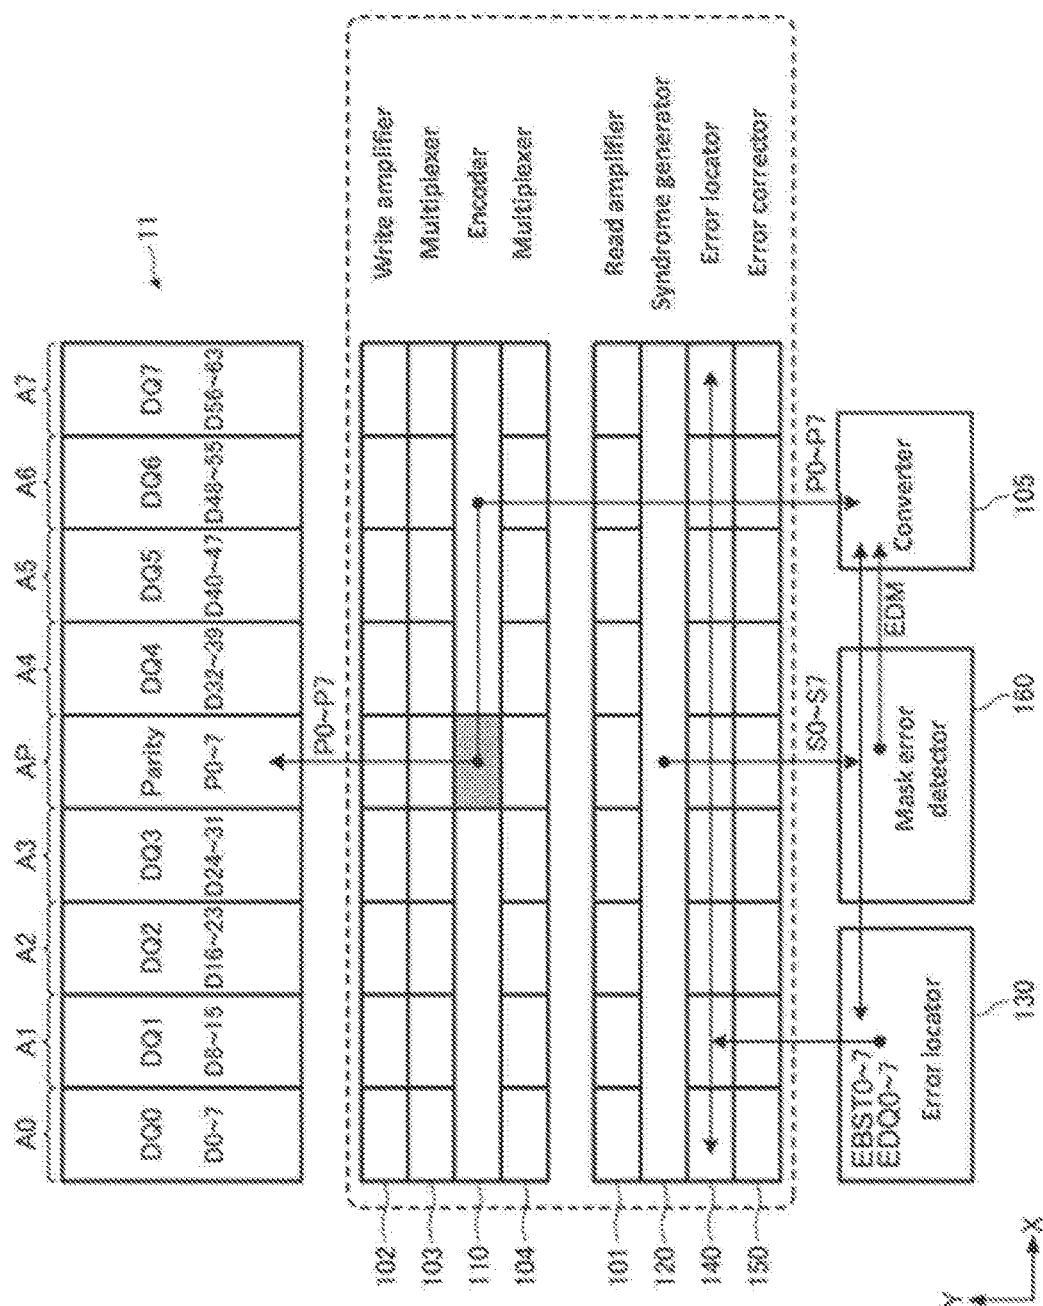 A0 A1 A2 A3 AP A4 A5 A6 A7
DQ0 DQ1 DQ2 DQ3 Parity DQ4 DQ5 DQ6 DQ7
D0~7 D8~15 D16~23 D24~31 P0~7 D32~39 D40~47 D48~55 D56~63
11
P0~P7
102 Write amplifier
103 Multiplexer
110 Encoder
104 Multiplexer
101 Read amplifier
120 Syndrome generator
140 Error locator
150 Error corrector
S0~S7
P0~P7
EBST0~7
EDQ0~7
EDM
Error locator
Mask error
detector
Converter
130
160
105
Y
X